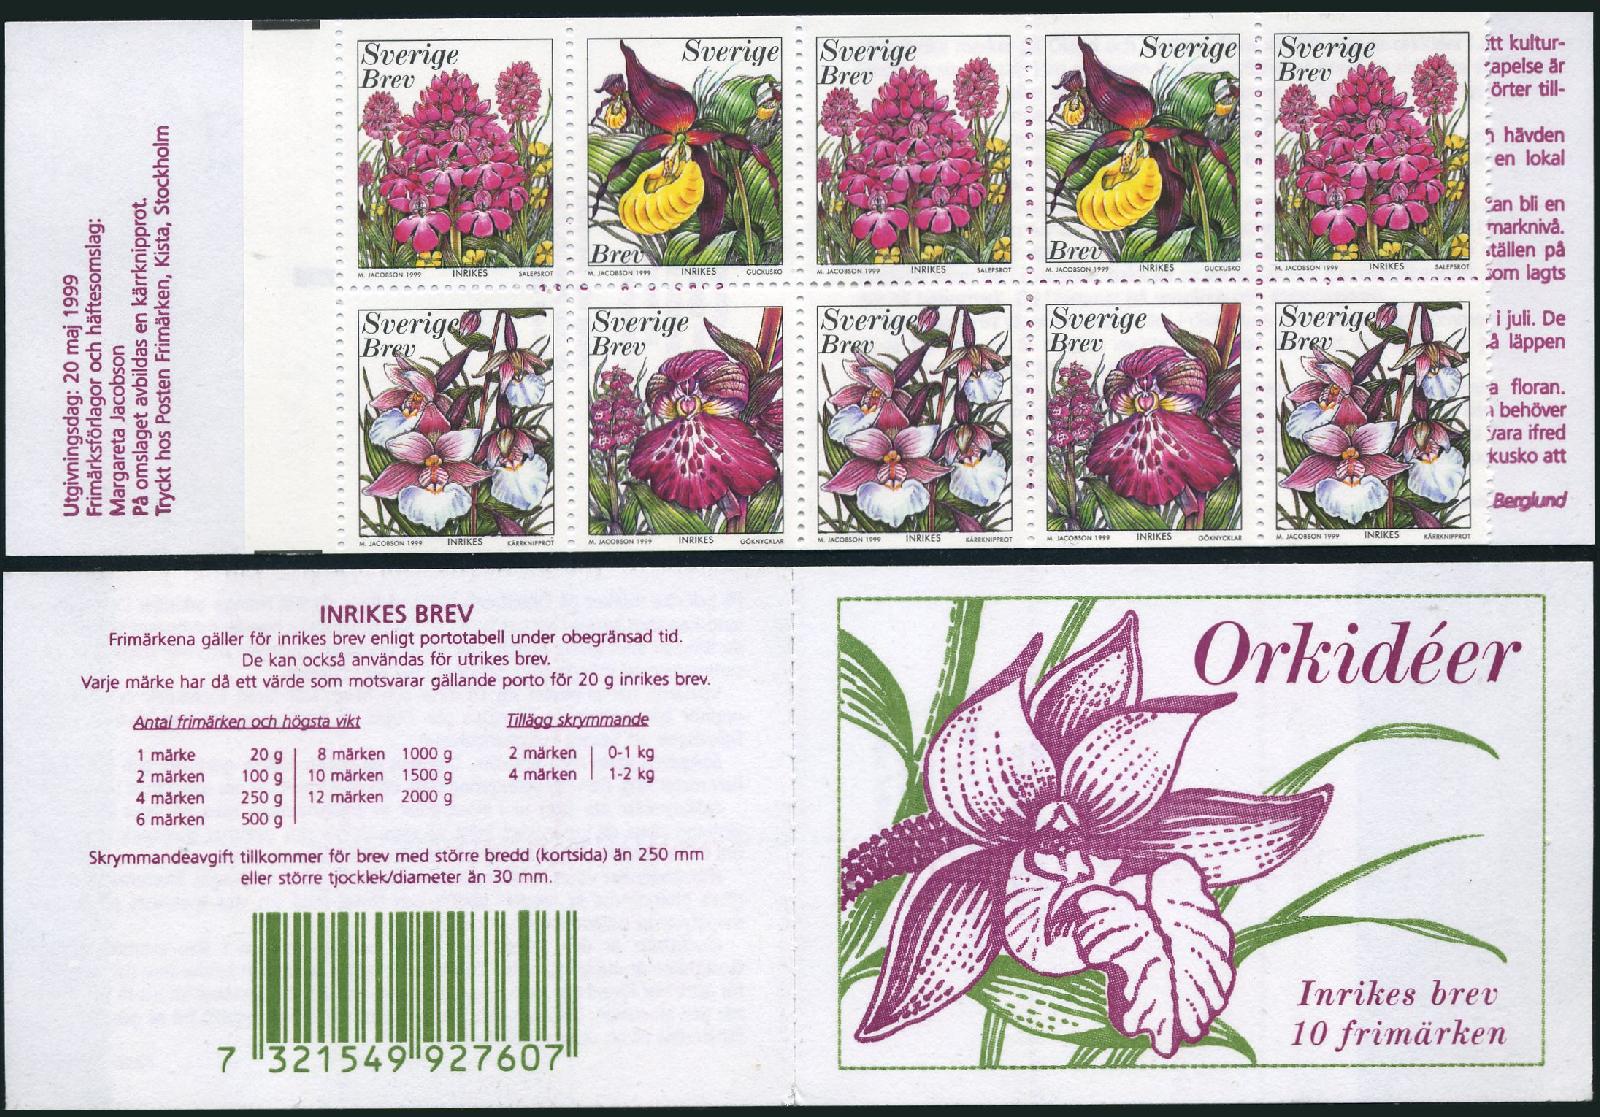 Utgivningsdag: 20 maj 1999
Frimärksförlagor och häftesomslag:
Margareta Jacobson
På omslaget avbildas en kärrknipprot.
Tryckt hos Posten Frimärken, Kista, Stockholm
Sverige
Brev
M. JACOBSON 1999 INRIKES SALEPSROT
Sverige
Brev
M. JACOBSON 1999 INRIKES GUCKUSKO
Sverige
Brev
M. JACOBSON 1999 INRIKES SALEPSROT
Sverige
Brev
M. JACOBSON 1999 INRIKES GUCKUSKO
Sverige
Brev
M. JACOBSON 1999 INRIKES SALEPSROT
Sverige
Brev
M. JACOBSON 1999 INRIKES KÄRRKNIPPROT
Sverige
Brev
M. JACOBSON 1999 INRIKES GÖKNYCKLAR
Sverige
Brev
M. JACOBSON 1999 INRIKES KÄRRKNIPPROT
Sverige
Brev
M. JACOBSON 1999 INRIKES GÖKNYCKLAR
Sverige
Brev
M. JACOBSON 1999 INRIKES KÄRRKNIPPROT
tt kultur-
apelse är
örter till-
hävden
en lokal
kan bli en
marknivå.
ställen på
som lagts
i juli. De
å läppen
a floran.
behöver
vara ifred
kusko att
Berglund
INRIKES BREV
Frimärkena gäller för inrikes brev enligt portotabell under obegränsad tid.
De kan också användas för utrikes brev.
Varje märke har då ett värde som motsvarar gällande porto för 20 g inrikes brev.
Antal frimärken och högsta vikt Tillägg skrymmande
1 märke 20 g 8 märken 1000 g 2 märken 0-1 kg
2 märken 100 g 10 märken 1500 g 4 märken 1-2 kg
4 märken 250 g 12 märken 2000 g
6 märken 500 g
Skrymmandeavgift tillkommer för brev med större bredd (kortsida) än 250 mm
eller större tjocklek/diameter än 30 mm.
7 321549 927607
Orkidéer
Inrikes brev
10 frimärken